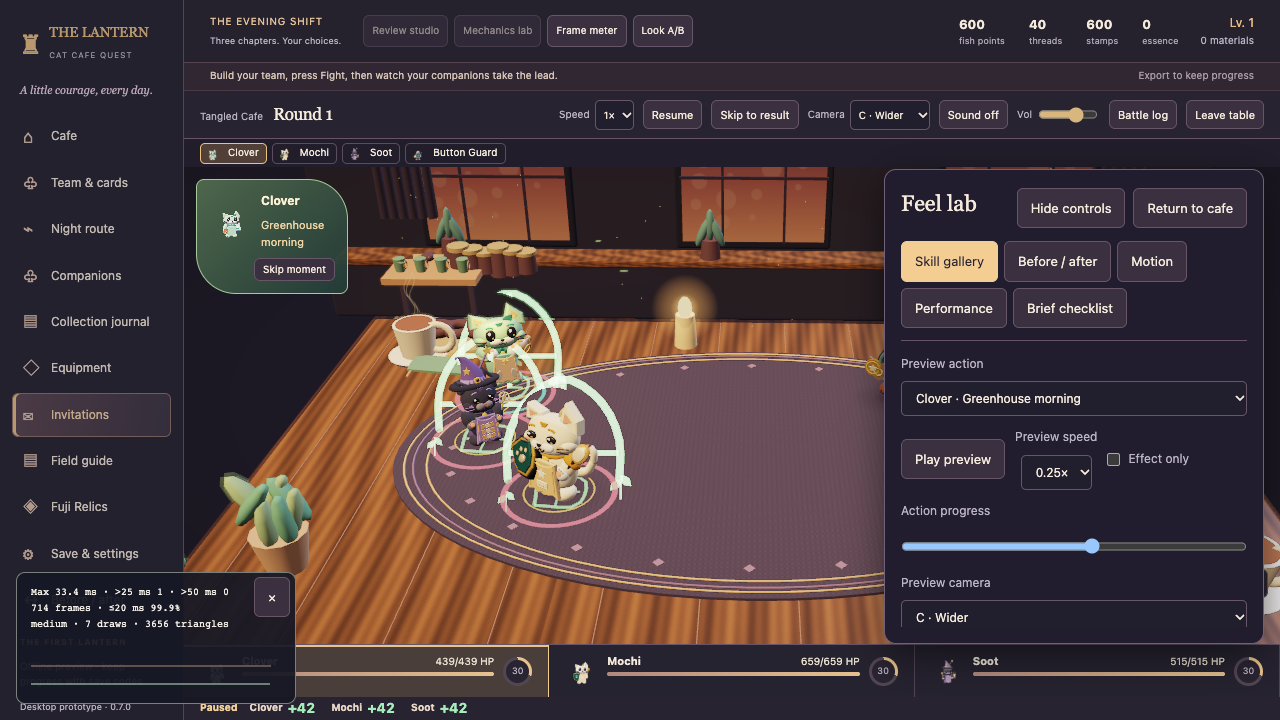 THE LANTERN
CAT CAFE QUEST
A little courage, every day.
Cafe
Team & cards
Night route
Companions
Collection journal
Equipment
Invitations
Field guide
Fuji Relics
Save & settings
THE FIRST LANTERN
Desktop prototype · 0.7.0
THE EVENING SHIFT
Three chapters. Your choices.
Review studio
Mechanics lab
Frame meter
Look A/B
600 fish points
40 threads
600 stamps
0 essence
Lv. 1
0 materials
Build your team, press Fight, then watch your companions take the lead.
Export to keep progress
Tangled Cafe Round 1
Speed 1x
Resume
Skip to result
Camera C · Wider
Sound off
Vol
Battle log
Leave table
Clover
Mochi
Soot
Button Guard
Clover
Greenhouse
morning
Skip moment
Feel lab
Hide controls
Return to cafe
Skill gallery
Before / after
Motion
Performance
Brief checklist
Preview action
Clover · Greenhouse morning
Play preview
Preview speed
0.25×
Effect only
Action progress
Preview camera
C · Wider
Max 33.4 ms · >25 ms 1 · >50 ms 0
714 frames · ≤20 ms 99.9%
medium · 7 draws · 3656 triangles
×
Clover
439/439 HP
30
Mochi
659/659 HP
30
Soot
515/515 HP
30
Paused Clover +42 Mochi +42 Soot +42